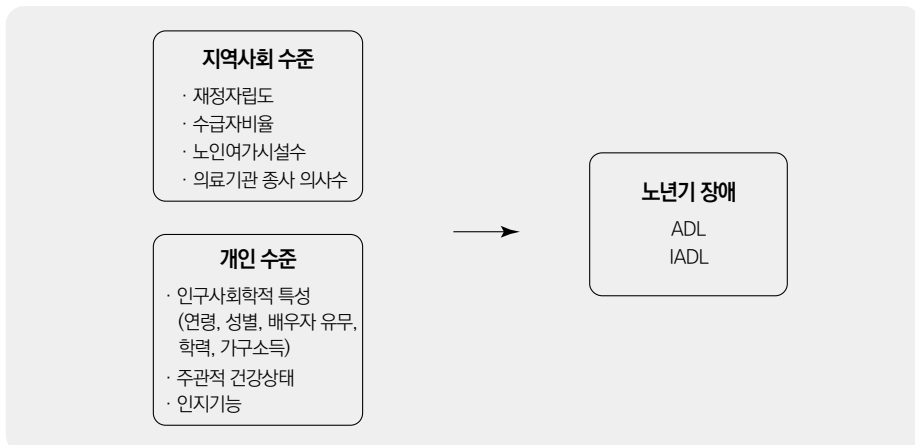 지역사회 수준
· 재정자립도
· 수급자비율
· 노인여가시설수
· 의료기관 종사 의사수
개인 수준
· 인구사회학적 특성
(연령, 성별, 배우자 유무,
학력, 가구소득)
· 주관적 건강상태
· 인지기능
노년기 장애
ADL
IADL